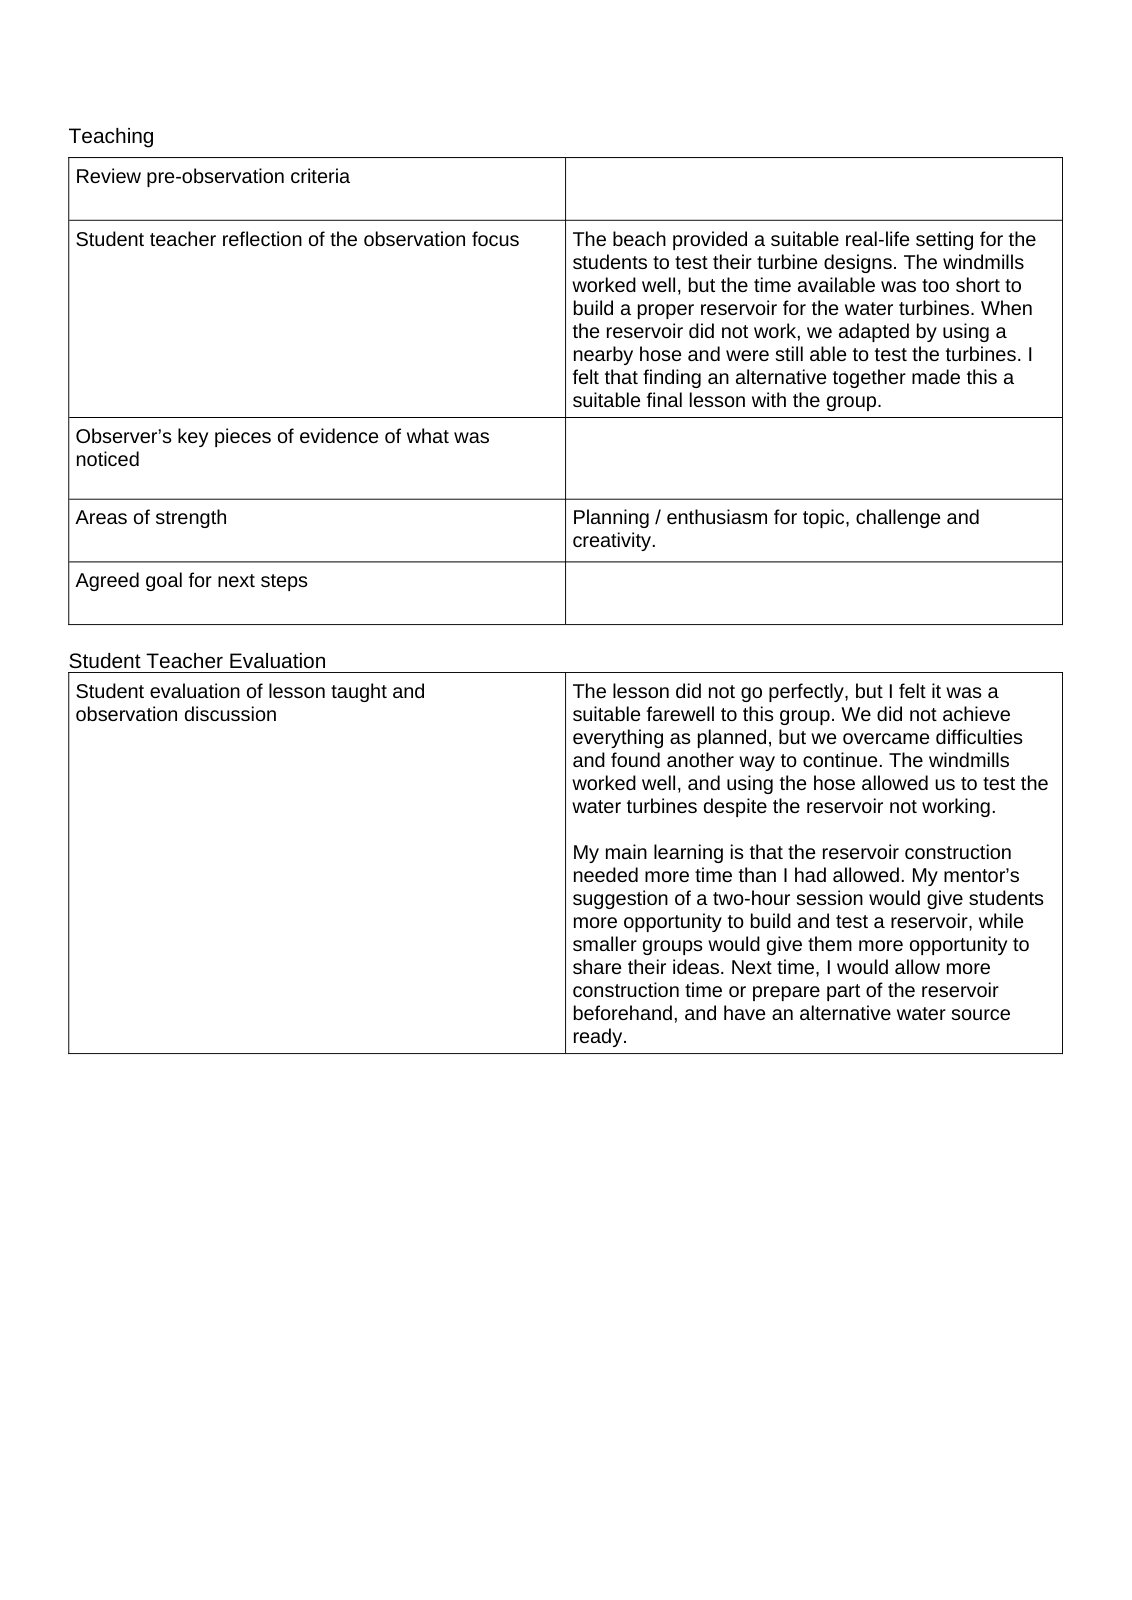 Teaching
Review pre-observation criteria
Student teacher reflection of the observation focus
The beach provided a suitable real-life setting for the
students to test their turbine designs. The windmills
worked well, but the time available was too short to
build a proper reservoir for the water turbines. When
the reservoir did not work, we adapted by using a
nearby hose and were still able to test the turbines. I
felt that finding an alternative together made this a
suitable final lesson with the group.
Observer’s key pieces of evidence of what was
noticed
Areas of strength
Planning / enthusiasm for topic, challenge and
creativity.
Agreed goal for next steps
Student Teacher Evaluation
Student evaluation of lesson taught and
observation discussion
The lesson did not go perfectly, but I felt it was a
suitable farewell to this group. We did not achieve
everything as planned, but we overcame difficulties
and found another way to continue. The windmills
worked well, and using the hose allowed us to test the
water turbines despite the reservoir not working.
My main learning is that the reservoir construction
needed more time than I had allowed. My mentor’s
suggestion of a two-hour session would give students
more opportunity to build and test a reservoir, while
smaller groups would give them more opportunity to
share their ideas. Next time, I would allow more
construction time or prepare part of the reservoir
beforehand, and have an alternative water source
ready.